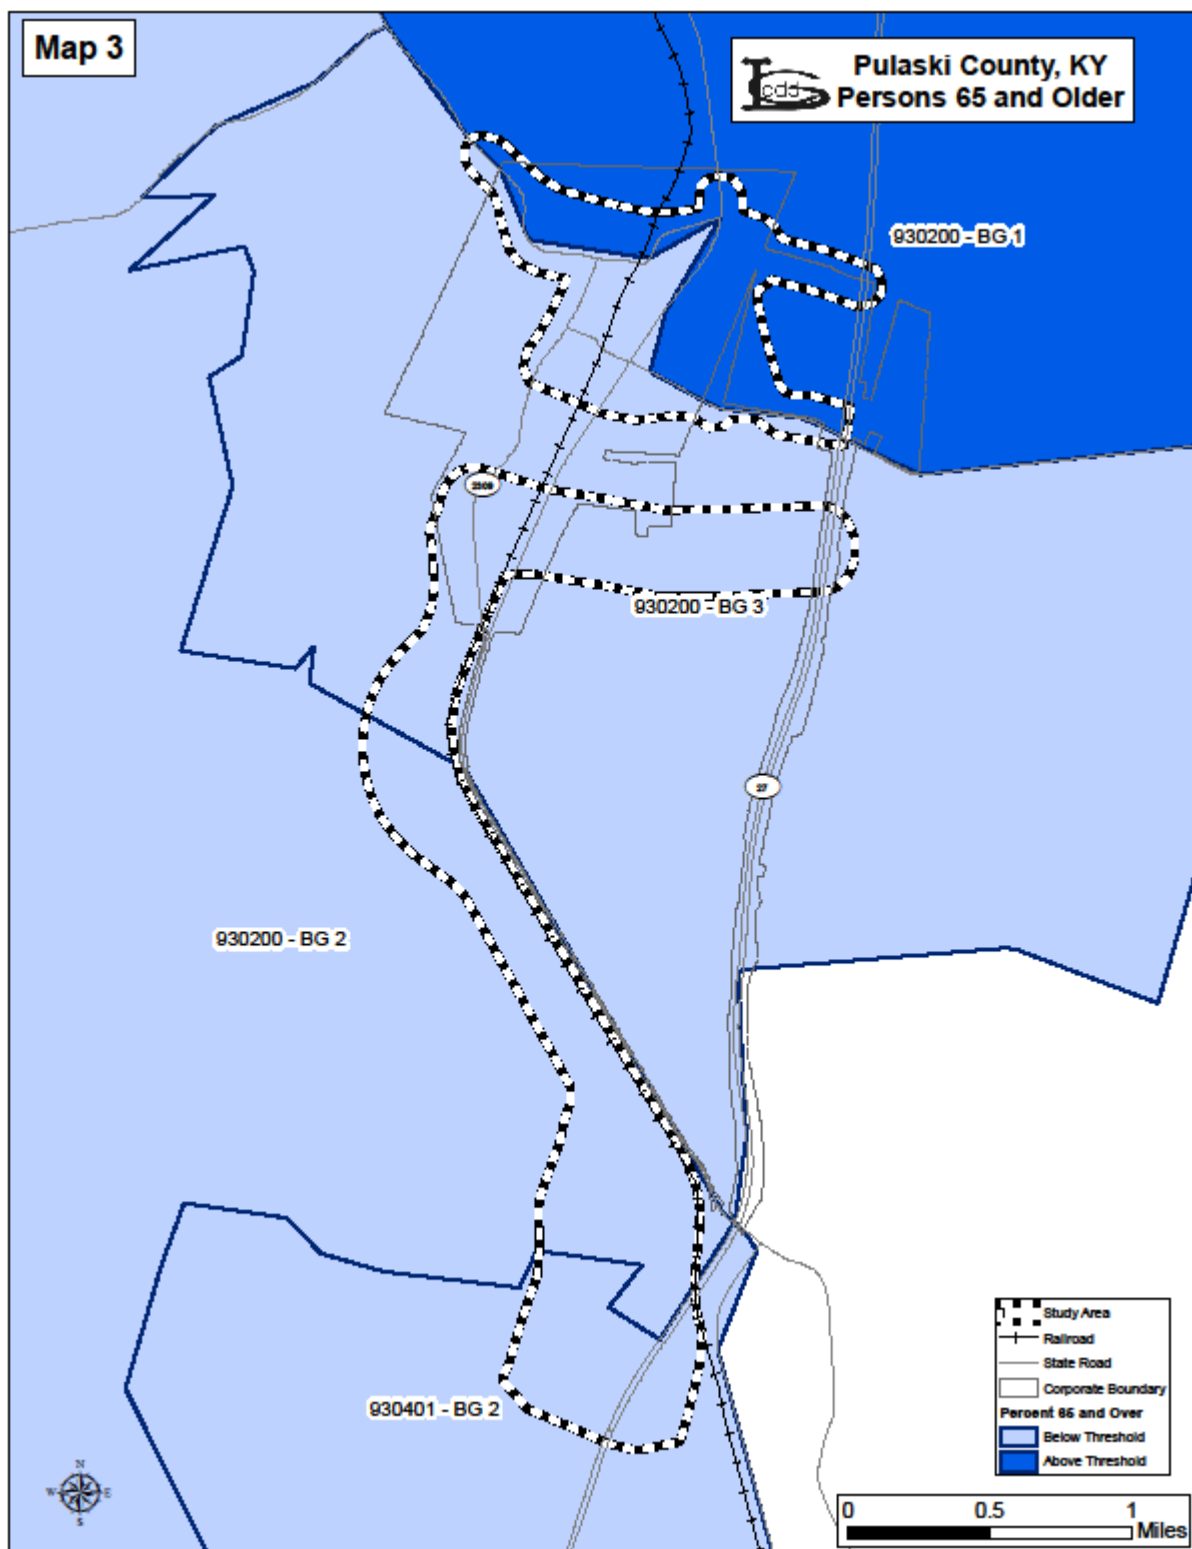 Map 3
Pulaski County, KY
Persons 65 and Older
cdd
930200 - BG 1
2309
930200 - BG 3
27
930200 - BG 2
930401 - BG 2
Study Area
Railroad
State Road
Corporate Boundary
Percent 65 and Over
Below Threshold
Above Threshold
N
W E
S
0 0.5 1
Miles